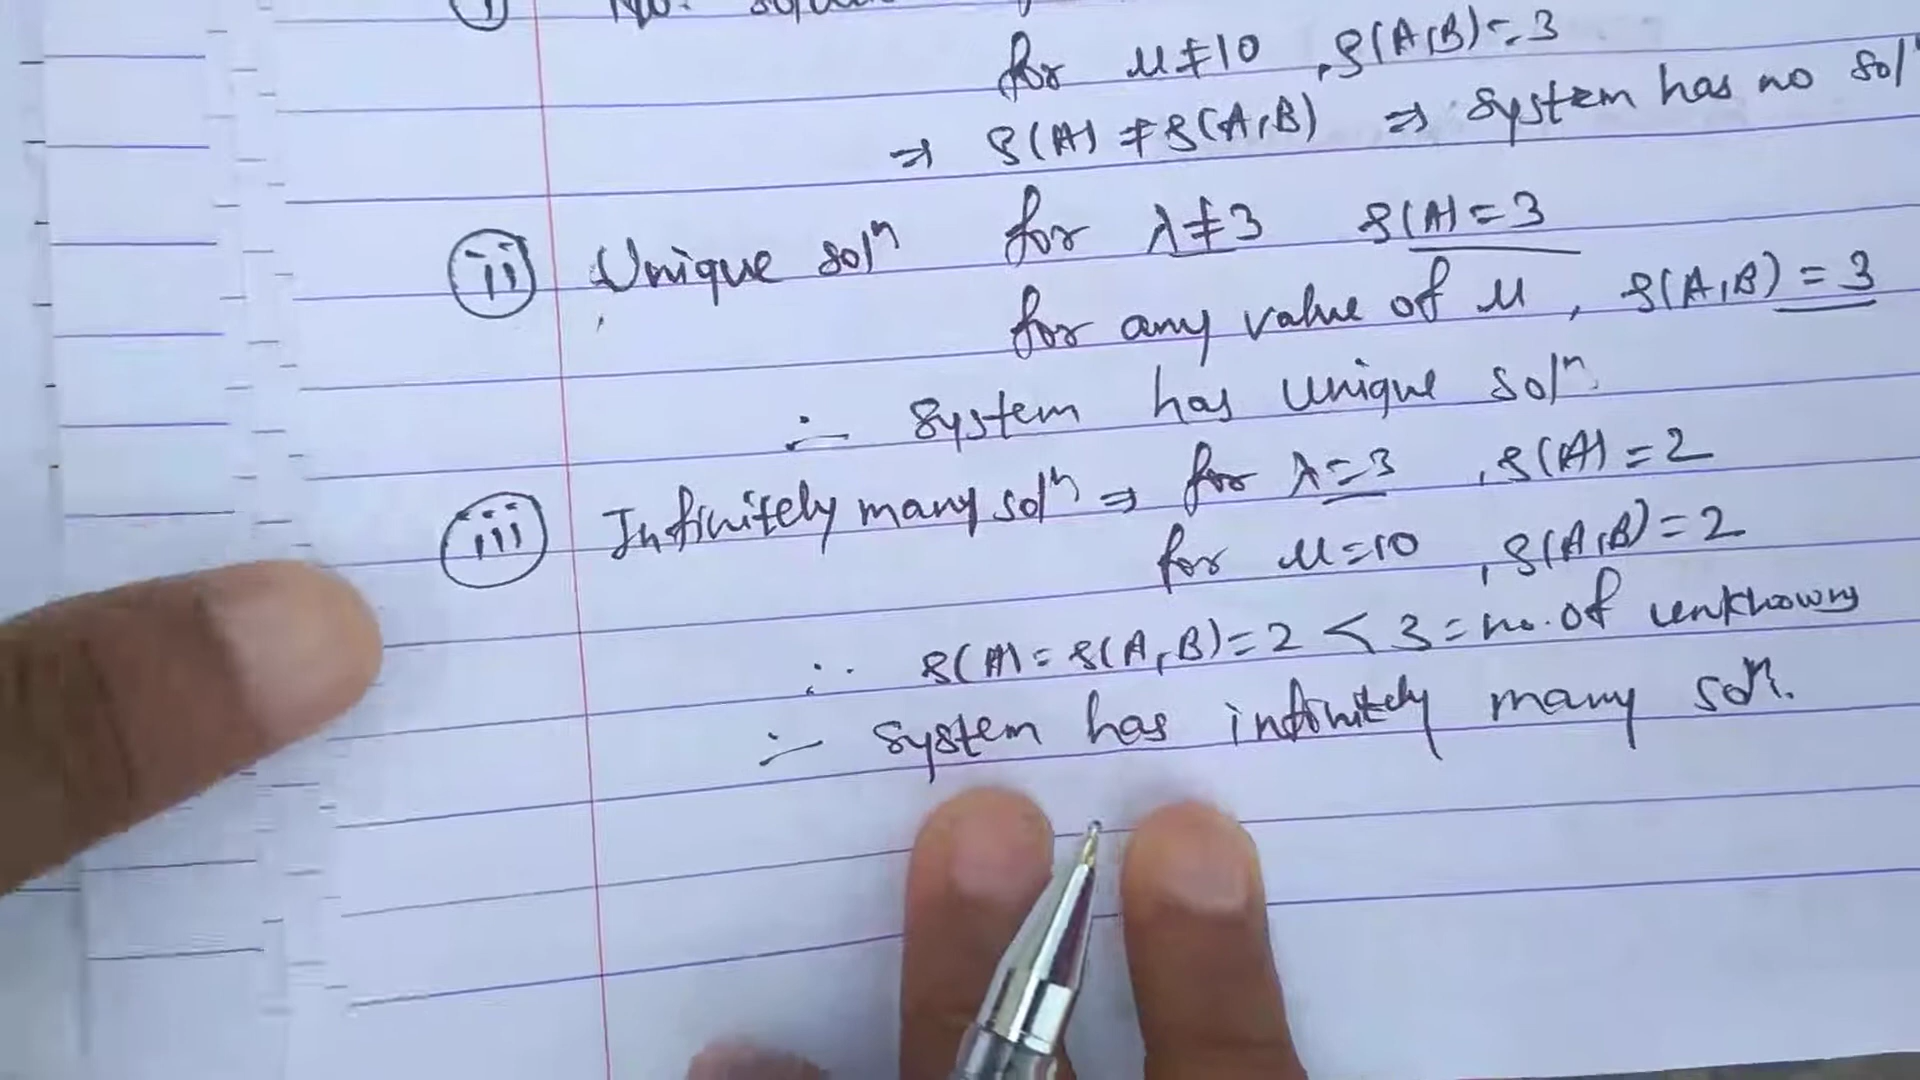 (i) No.
for μ≠10 , ρ(A,B)=3
⇒ ρ(A) ≠ ρ(A,B) ⇒ system has no solⁿ
(ii) Unique solⁿ for λ≠3 ρ(A)=3
for any value of μ , ρ(A,B)=3
∴ system has unique solⁿ.
(iii) Infinitely many solⁿ ⇒ for λ=3 , ρ(A)=2
for μ=10 , ρ(A,B)=2
∴ ρ(A)=ρ(A,B)=2 < 3 = no. of unknowns
∴ system has infinitely many solⁿ.